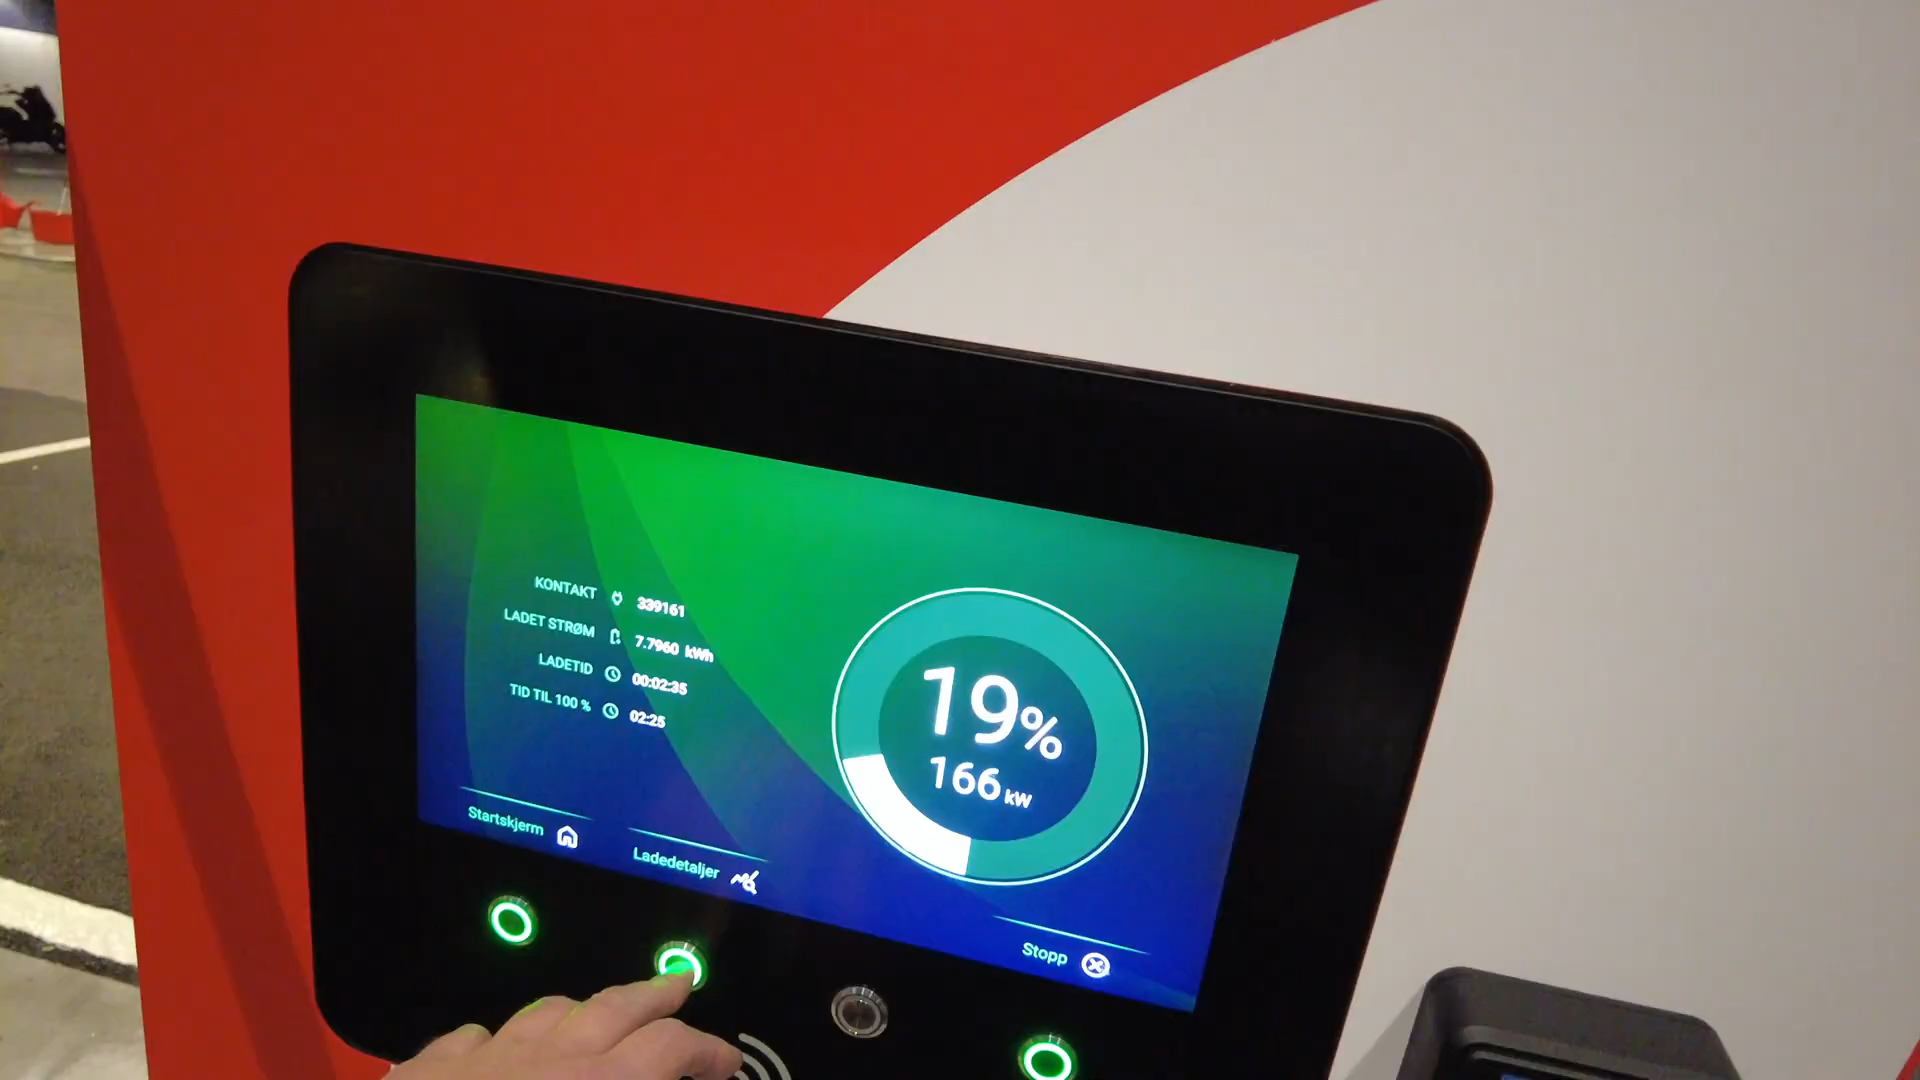 KONTAKT 339161
LADET STRØM 7.7960 kWh
LADETID 00:02:35
TID TIL 100 % 02:25
19%
166 kW
Startskjerm
Ladedetaljer
Stopp